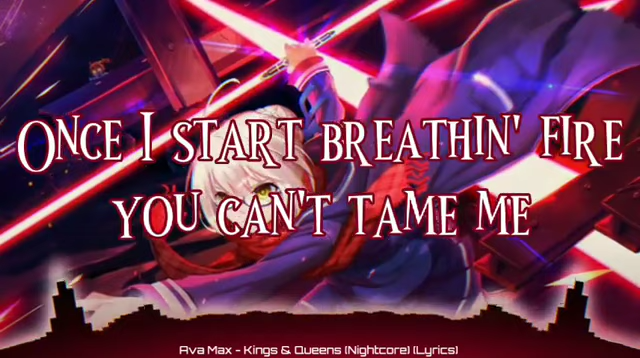 Once I start breathin' fire
you can't tame me
Ava Max - Kings & Queens (Nightcore) (Lyrics)